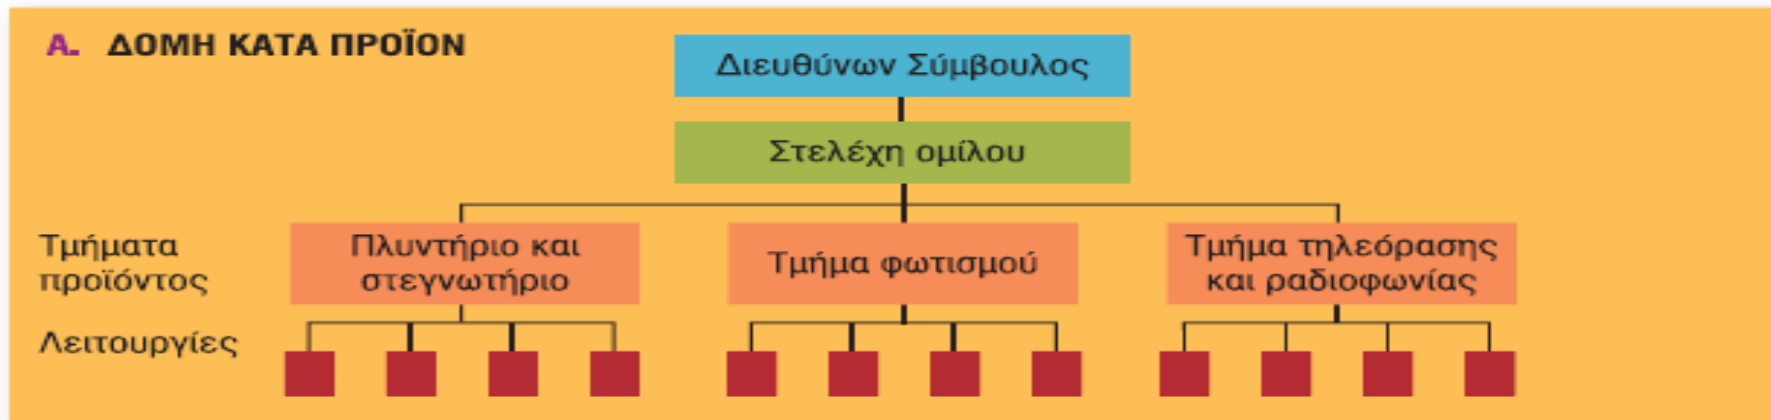 Α. ΔΟΜΗ ΚΑΤΑ ΠΡΟΪΟΝ
Διευθύνων Σύμβουλος
Στελέχη ομίλου
Τμήματα
προϊόντος
Πλυντήριο και
στεγνωτήριο
Τμήμα φωτισμού
Τμήμα τηλεόρασης
και ραδιοφωνίας
Λειτουργίες